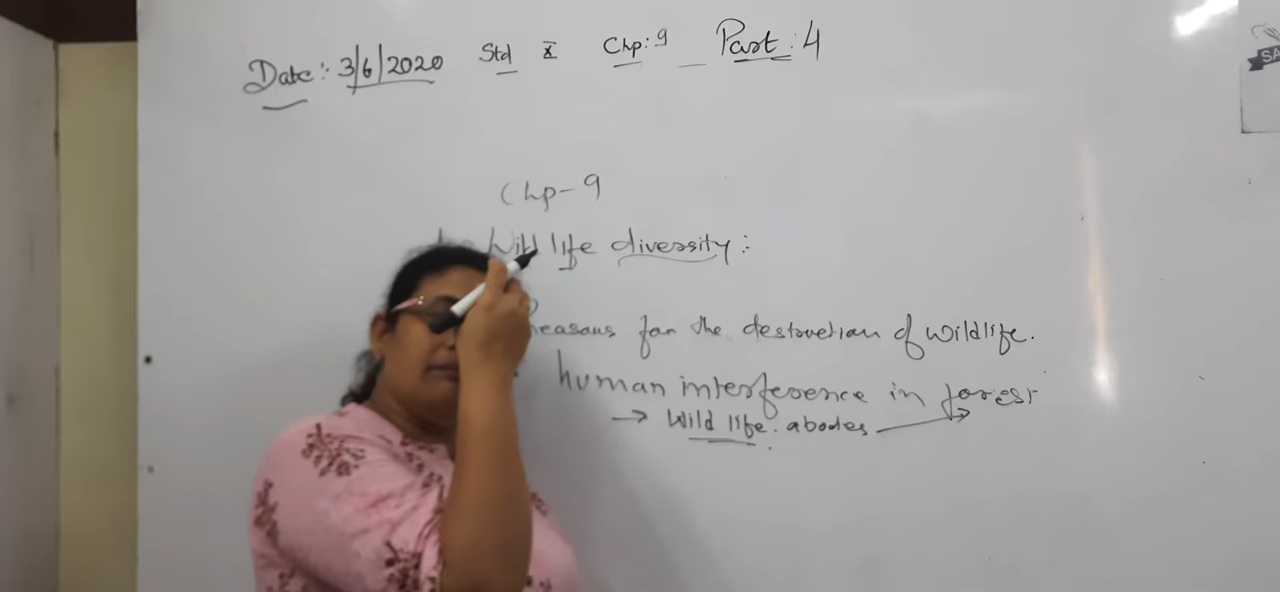 Date: 3/6/2020 Std X Chp: 9 Part: 4
Chp-9
Wild life diversity:
Reasons for the destruction of wildlife.
human interference in forest
→ Wild life abodes →
SA